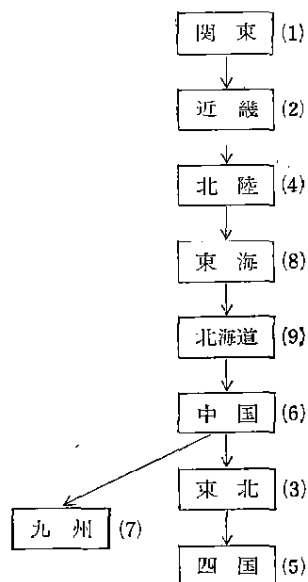 関東 (1)
近畿 (2)
北陸 (4)
東海 (8)
北海道 (9)
中国 (6)
東北 (3)
九州 (7)
四国 (5)